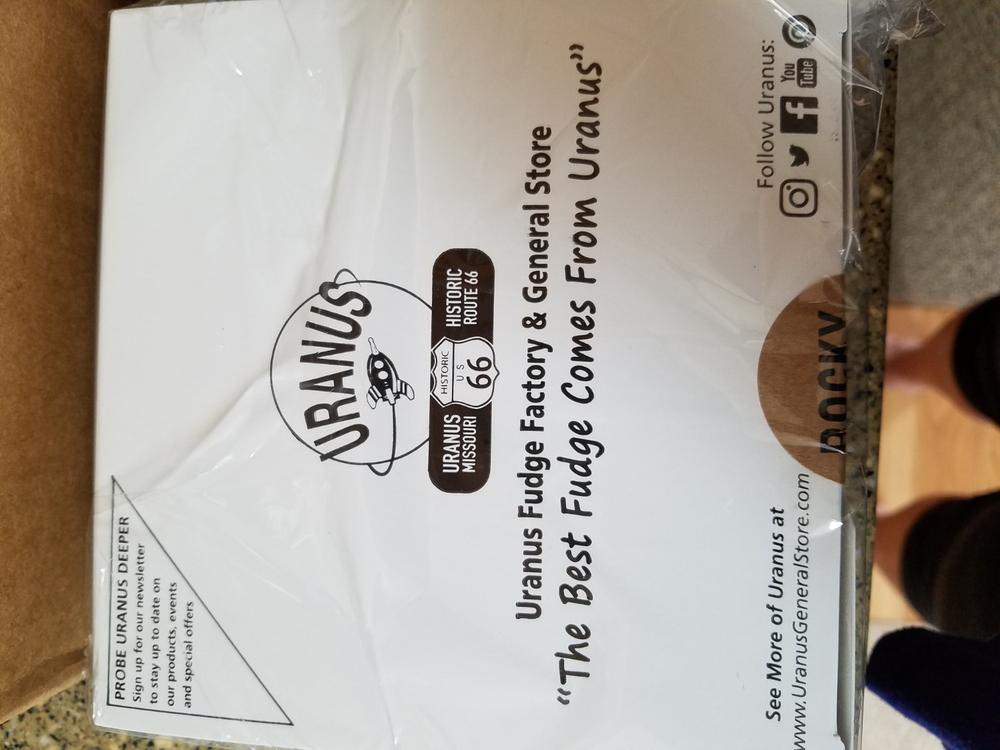 PROBE URANUS DEEPER
Sign up for our newsletter
to stay up to date on
our products, events
and special offers
URANUS
URANUS
MISSOURI
HISTORIC
U S
66
HISTORIC
ROUTE 66
Uranus Fudge Factory & General Store
“The Best Fudge Comes From Uranus”
See More of Uranus at
www.UranusGeneralStore.com
ROCKY
Follow Uranus:
You
Tube